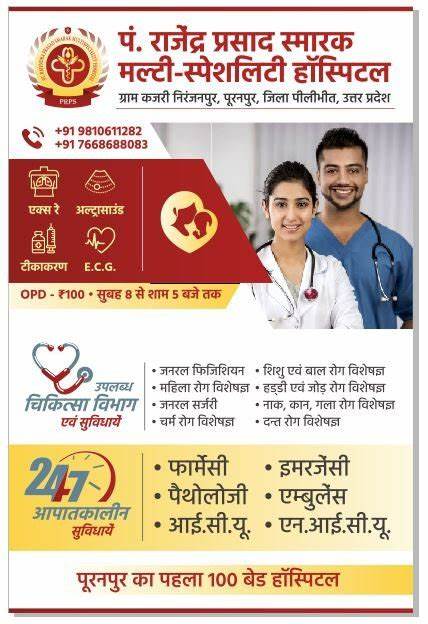 पं. राजेंद्र प्रसाद स्मारक
मल्टी-स्पेशलिटी हॉस्पिटल
ग्राम कजरी निरंजनपुर, पूरनपुर, जिला पीलीभीत, उत्तर प्रदेश
PRPS
+91 9810611282
+91 7668688083
एक्स रे
अल्ट्रासाउंड
टीकाकरण
E.C.G.
OPD - ₹100 • सुबह 8 से शाम 5 बजे तक
उपलब्ध
चिकित्सा विभाग
एवं सुविधायें
• जनरल फिजिशियन
• महिला रोग विशेषज्ञ
• जनरल सर्जरी
• चर्म रोग विशेषज्ञ
• शिशु एवं बाल रोग विशेषज्ञ
• हड्डी एवं जोड़ रोग विशेषज्ञ
• नाक, कान, गला रोग विशेषज्ञ
• दन्त रोग विशेषज्ञ
24x7
आपातकालीन
सुविधायें
• फार्मेसी
• पैथोलोजी
• आई.सी.यू.
• इमरजेंसी
• एम्बुलेंस
• एन.आई.सी.यू.
पूरनपुर का पहला 100 बेड हॉस्पिटल